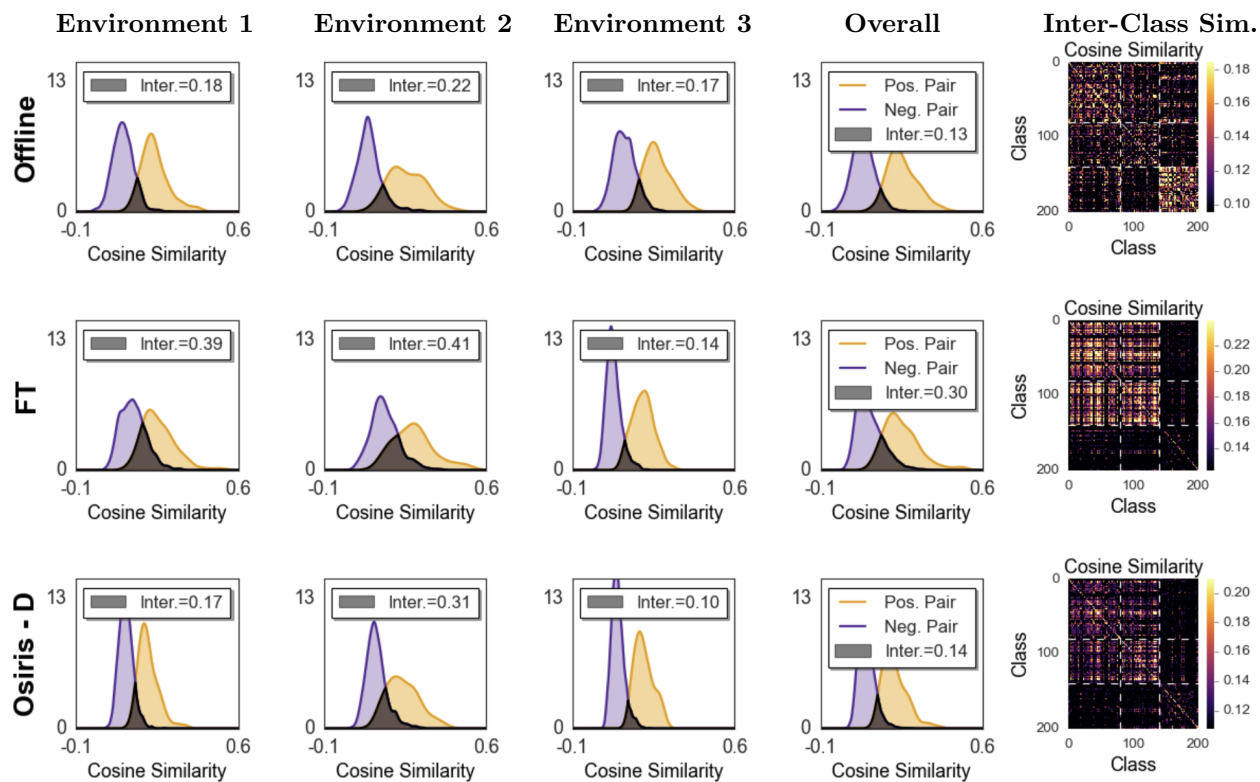 Environment 1 Environment 2 Environment 3 Overall Inter-Class Sim.
Offline
13
Inter.=0.18
0
-0.1 0.6
Cosine Similarity
13
Inter.=0.22
0
-0.1 0.6
Cosine Similarity
13
Inter.=0.17
0
-0.1 0.6
Cosine Similarity
13
Pos. Pair
Neg. Pair
Inter.=0.13
0
-0.1 0.6
Cosine Similarity
Cosine Similarity
0
100
200
Class
0 100 200
Class
0.18
0.16
0.14
0.12
0.10
FT
13
Inter.=0.39
0
-0.1 0.6
Cosine Similarity
13
Inter.=0.41
0
-0.1 0.6
Cosine Similarity
13
Inter.=0.14
0
-0.1 0.6
Cosine Similarity
13
Pos. Pair
Neg. Pair
Inter.=0.30
0
-0.1 0.6
Cosine Similarity
Cosine Similarity
0
100
200
Class
0 100 200
Class
0.22
0.20
0.18
0.16
0.14
Osiris - D
13
Inter.=0.17
0
-0.1 0.6
Cosine Similarity
13
Inter.=0.31
0
-0.1 0.6
Cosine Similarity
13
Inter.=0.10
0
-0.1 0.6
Cosine Similarity
13
Pos. Pair
Neg. Pair
Inter.=0.14
0
-0.1 0.6
Cosine Similarity
Cosine Similarity
0
100
200
Class
0 100 200
Class
0.20
0.18
0.16
0.14
0.12